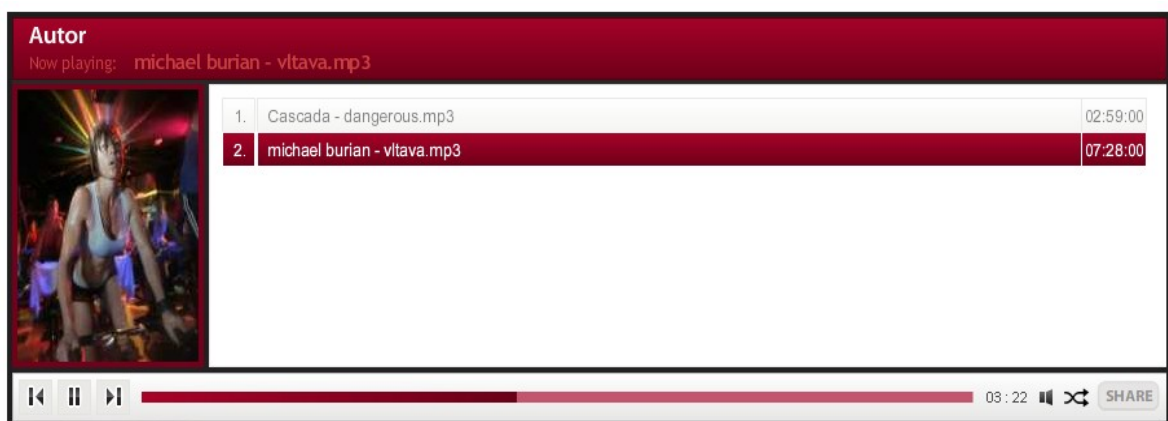 Autor
Now playing: michael burian - vltava.mp3
1. Cascada - dangerous.mp3 02:59:00
2. michael burian - vltava.mp3 07:28:00
03:22 SHARE